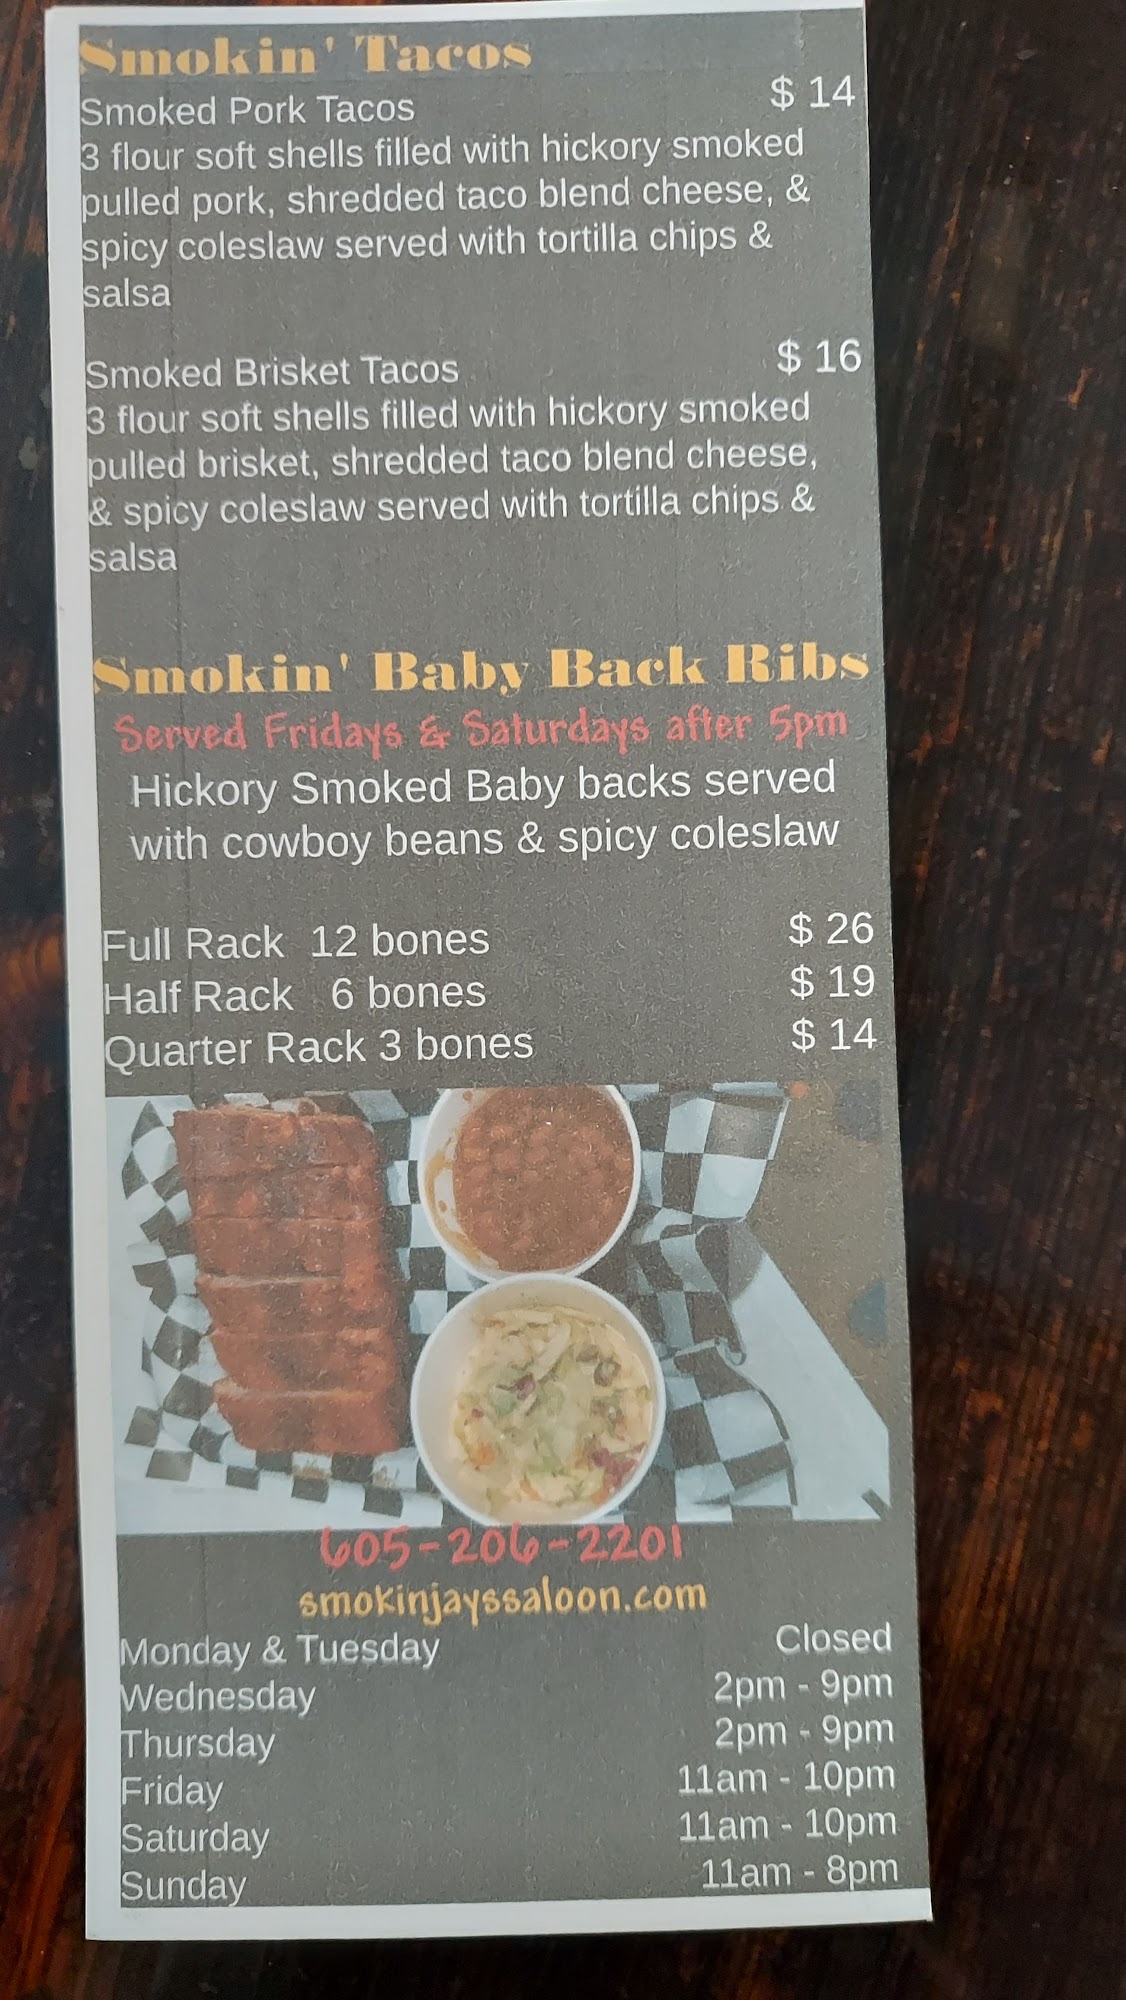 Smokin' Tacos
Smoked Pork Tacos $ 14
3 flour soft shells filled with hickory smoked
pulled pork, shredded taco blend cheese, &
spicy coleslaw served with tortilla chips &
salsa
Smoked Brisket Tacos $ 16
3 flour soft shells filled with hickory smoked
pulled brisket, shredded taco blend cheese,
& spicy coleslaw served with tortilla chips &
salsa
Smokin' Baby Back Ribs
Served Fridays & Saturdays after 5pm
Hickory Smoked Baby backs served
with cowboy beans & spicy coleslaw
Full Rack 12 bones $ 26
Half Rack 6 bones $ 19
Quarter Rack 3 bones $ 14
605-206-2201
smokinjayssaloon.com
Monday & Tuesday Closed
Wednesday 2pm - 9pm
Thursday 2pm - 9pm
Friday 11am - 10pm
Saturday 11am - 10pm
Sunday 11am - 8pm